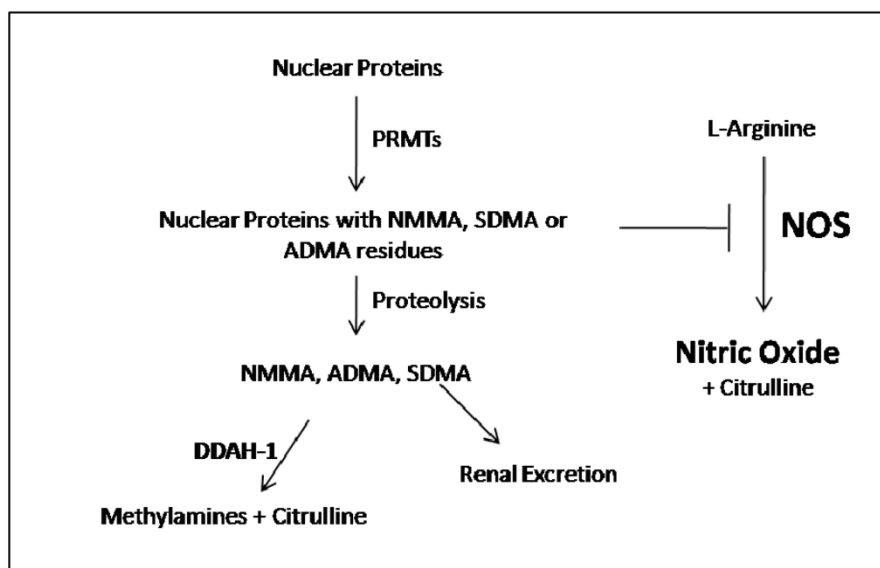 Nuclear Proteins
PRMTs
Nuclear Proteins with NMMA, SDMA or
ADMA residues
Proteolysis
NMMA, ADMA, SDMA
DDAH-1
Renal Excretion
Methylamines + Citrulline
L-Arginine
NOS
Nitric Oxide
+ Citrulline